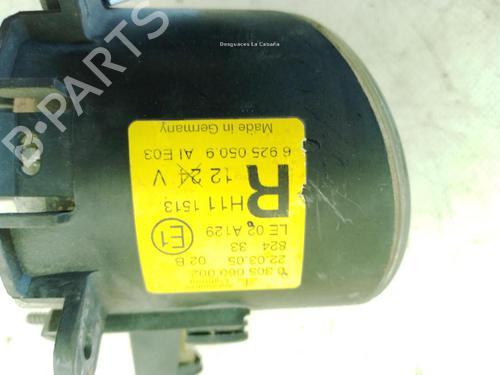 Desguaces La Cabaña
B-PARTS
305 060 002
22.03.05 02 B
824 33
LE 02 A129
E1
R H11 1513
12 24 V
6 925 050.9 AI E03
Made in Germany